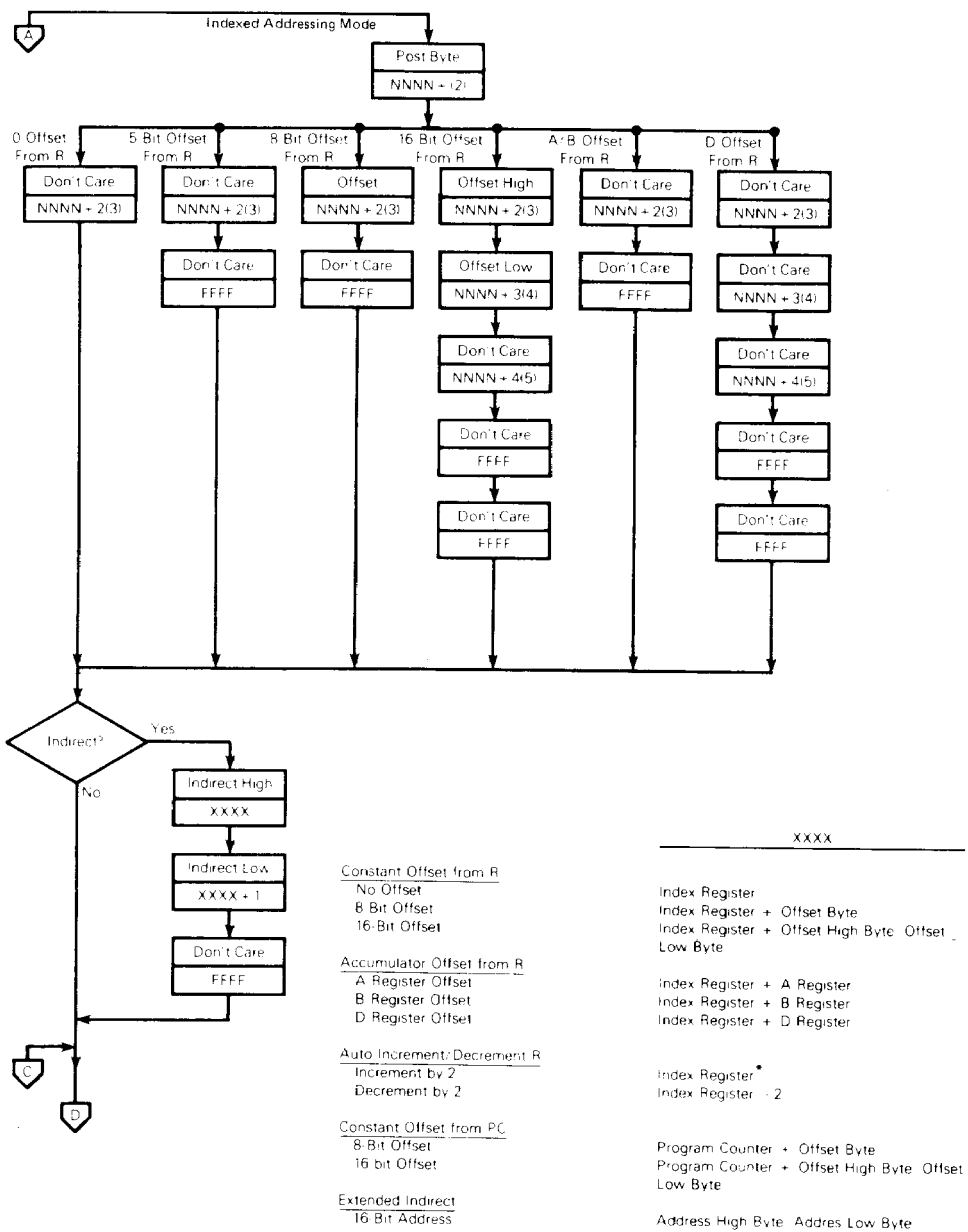 Indexed Addressing Mode
A
Post Byte
NNNN + (2)
0 Offset From R
5 Bit Offset From R
8 Bit Offset From R
16 Bit Offset From R
A/B Offset From R
D Offset From R
Don't Care
NNNN + 2(3)
Don't Care
NNNN + 2(3)
Don't Care
FFFF
Offset
NNNN + 2(3)
Don't Care
FFFF
Offset High
NNNN + 2(3)
Offset Low
NNNN + 3(4)
Don't Care
NNNN + 4(5)
Don't Care
FFFF
Don't Care
FFFF
Don't Care
NNNN + 2(3)
Don't Care
FFFF
Don't Care
NNNN + 2(3)
Don't Care
NNNN + 3(4)
Don't Care
NNNN + 4(5)
Don't Care
FFFF
Don't Care
FFFF
Indirect?
Yes
No
Indirect High
XXXX
Indirect Low
XXXX + 1
Don't Care
FFFF
C
D
XXXX
Constant Offset from R
No Offset
Index Register
8 Bit Offset
Index Register + Offset Byte
16-Bit Offset
Index Register + Offset High Byte Offset
Low Byte
Accumulator Offset from R
A Register Offset
Index Register + A Register
B Register Offset
Index Register + B Register
D Register Offset
Index Register + D Register
Auto Increment/Decrement R
Increment by 2
Index Register*
Decrement by 2
Index Register - 2
Constant Offset from PC
8-Bit Offset
Program Counter + Offset Byte
16 bit Offset
Program Counter + Offset High Byte Offset
Low Byte
Extended Indirect
16-Bit Address
Address High Byte Addres Low Byte